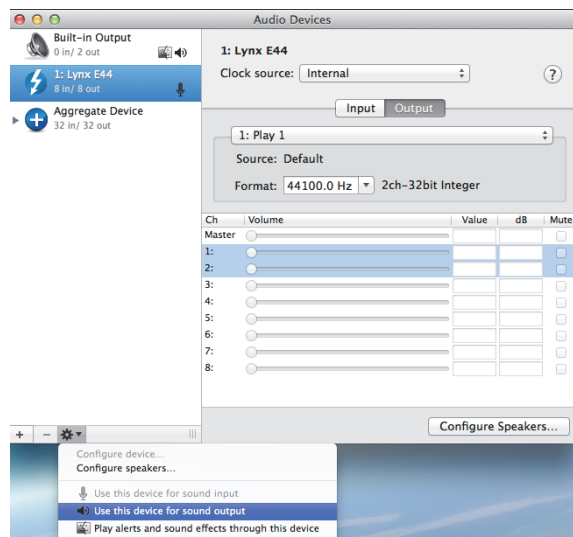 Audio Devices
Built-in Output
0 in/ 2 out
1: Lynx E44
8 in/ 8 out
Aggregate Device
32 in/ 32 out
1: Lynx E44
Clock source: Internal
?
Input Output
1: Play 1
Source: Default
Format: 44100.0 Hz 2ch-32bit Integer
Ch Volume Value dB Mute
Master
1:
2:
3:
4:
5:
6:
7:
8:
Configure Speakers...
+ -
Configure device...
Configure speakers...
Use this device for sound input
Use this device for sound output
Play alerts and sound effects through this device